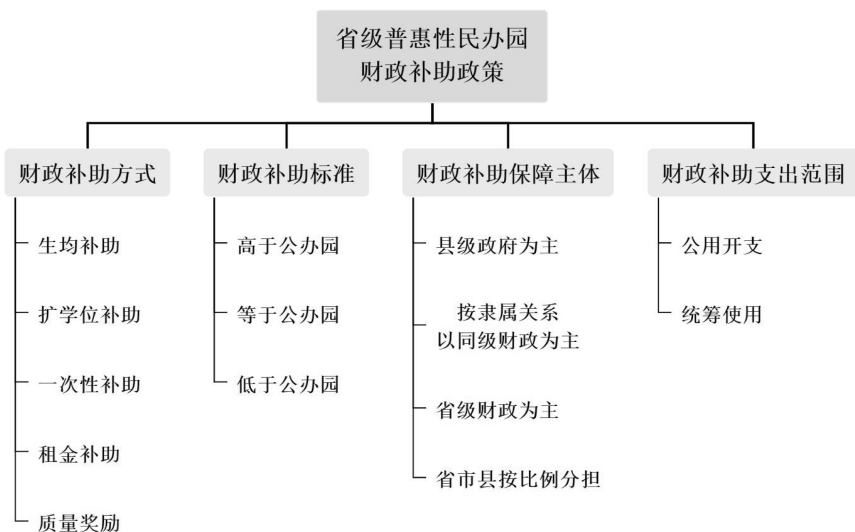 省级普惠性民办园
财政补助政策
财政补助方式
生均补助
扩学位补助
一次性补助
租金补助
质量奖励
财政补助标准
高于公办园
等于公办园
低于公办园
财政补助保障主体
县级政府为主
按隶属关系
以同级财政为主
省级财政为主
省市县按比例分担
财政补助支出范围
公用开支
统筹使用